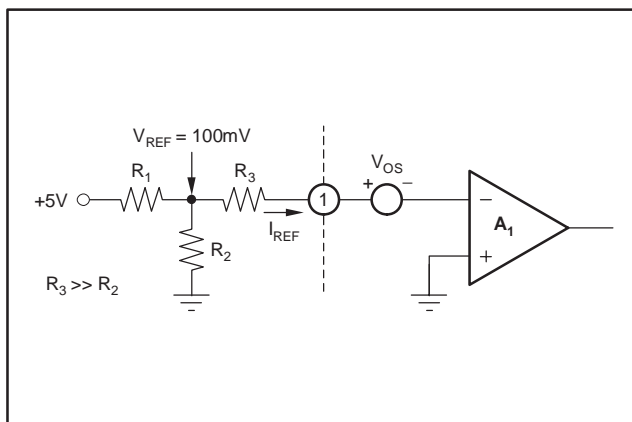 V_REF = 100mV
R_1
R_3
1
V_OS
+ −
+5V
I_REF
R_2
−
A_1
+
R_3 >> R_2